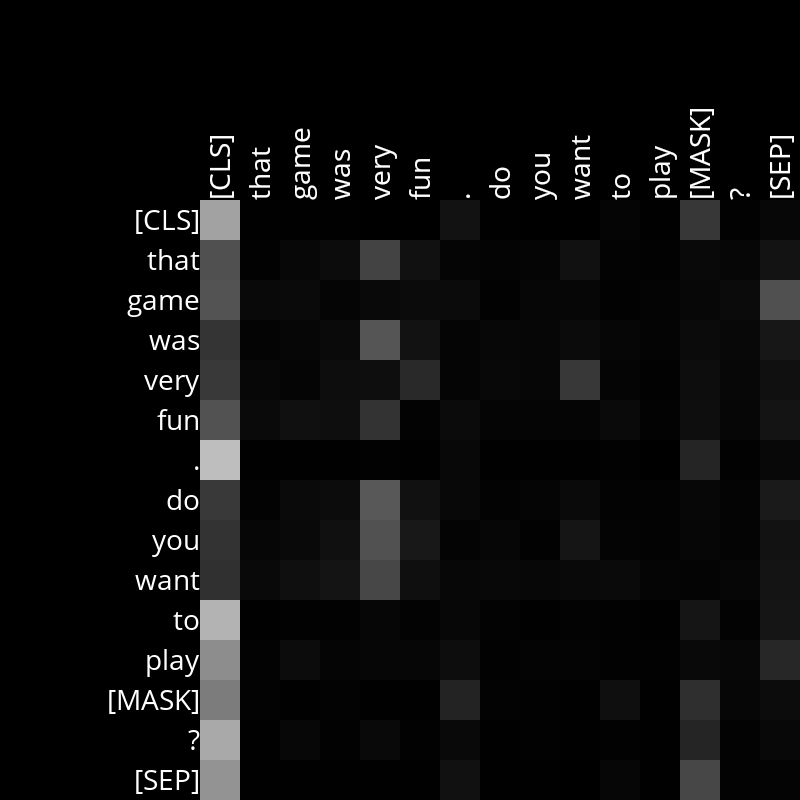 [CLS] that game was very fun . do you want to play [MASK] ? [SEP]
[CLS]
that
game
was
very
fun
.
do
you
want
to
play
[MASK]
?
[SEP]